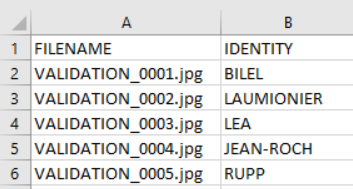 A B
1 FILENAME IDENTITY
2 VALIDATION_0001.jpg BILEL
3 VALIDATION_0002.jpg LAUMIONIER
4 VALIDATION_0003.jpg LEA
5 VALIDATION_0004.jpg JEAN-ROCH
6 VALIDATION_0005.jpg RUPP